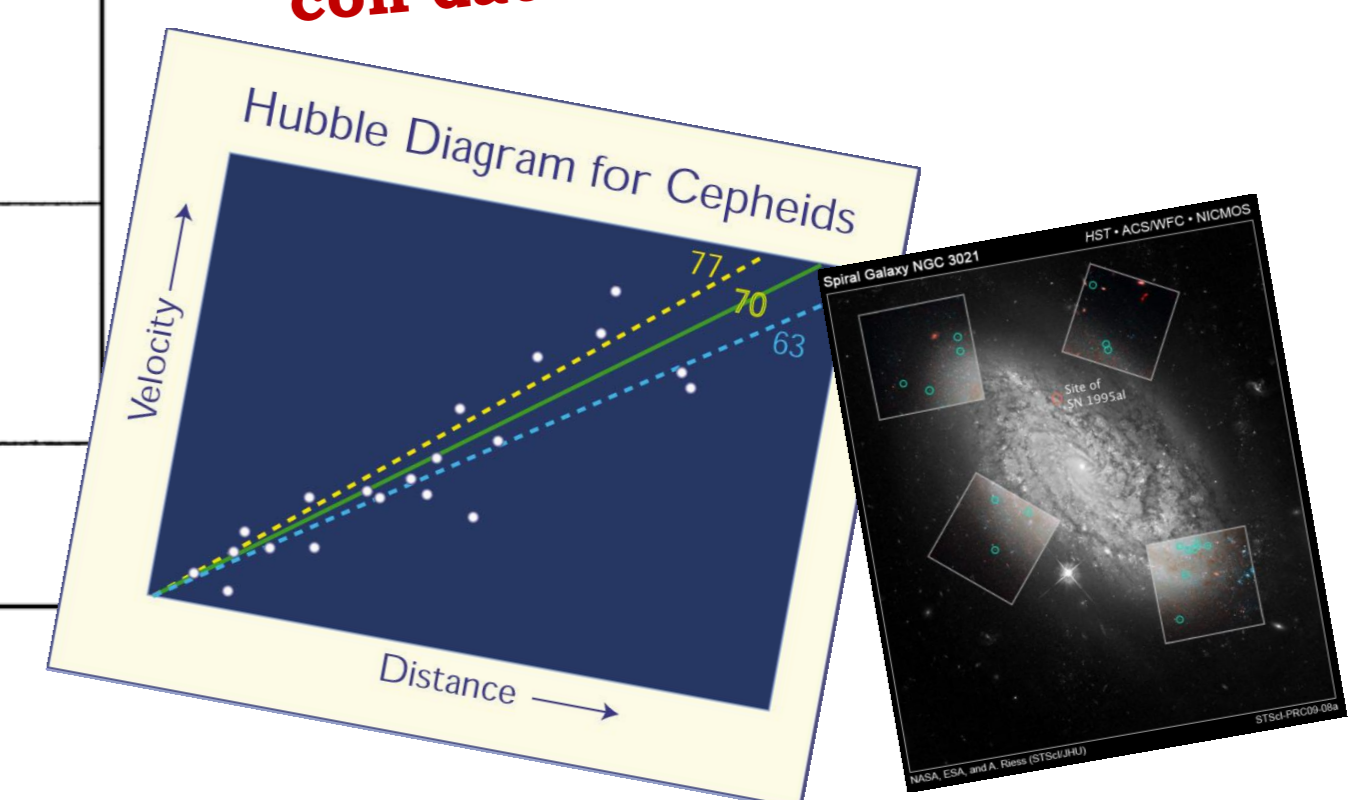 Hubble Diagram for Cepheids
Velocity
77
70
63
Distance
HST • ACS/WFC • NICMOS
Spiral Galaxy NGC 3021
Site of
SN 1995al
STScI-PRC09-08a
NASA, ESA, and A. Riess (STScI/JHU)